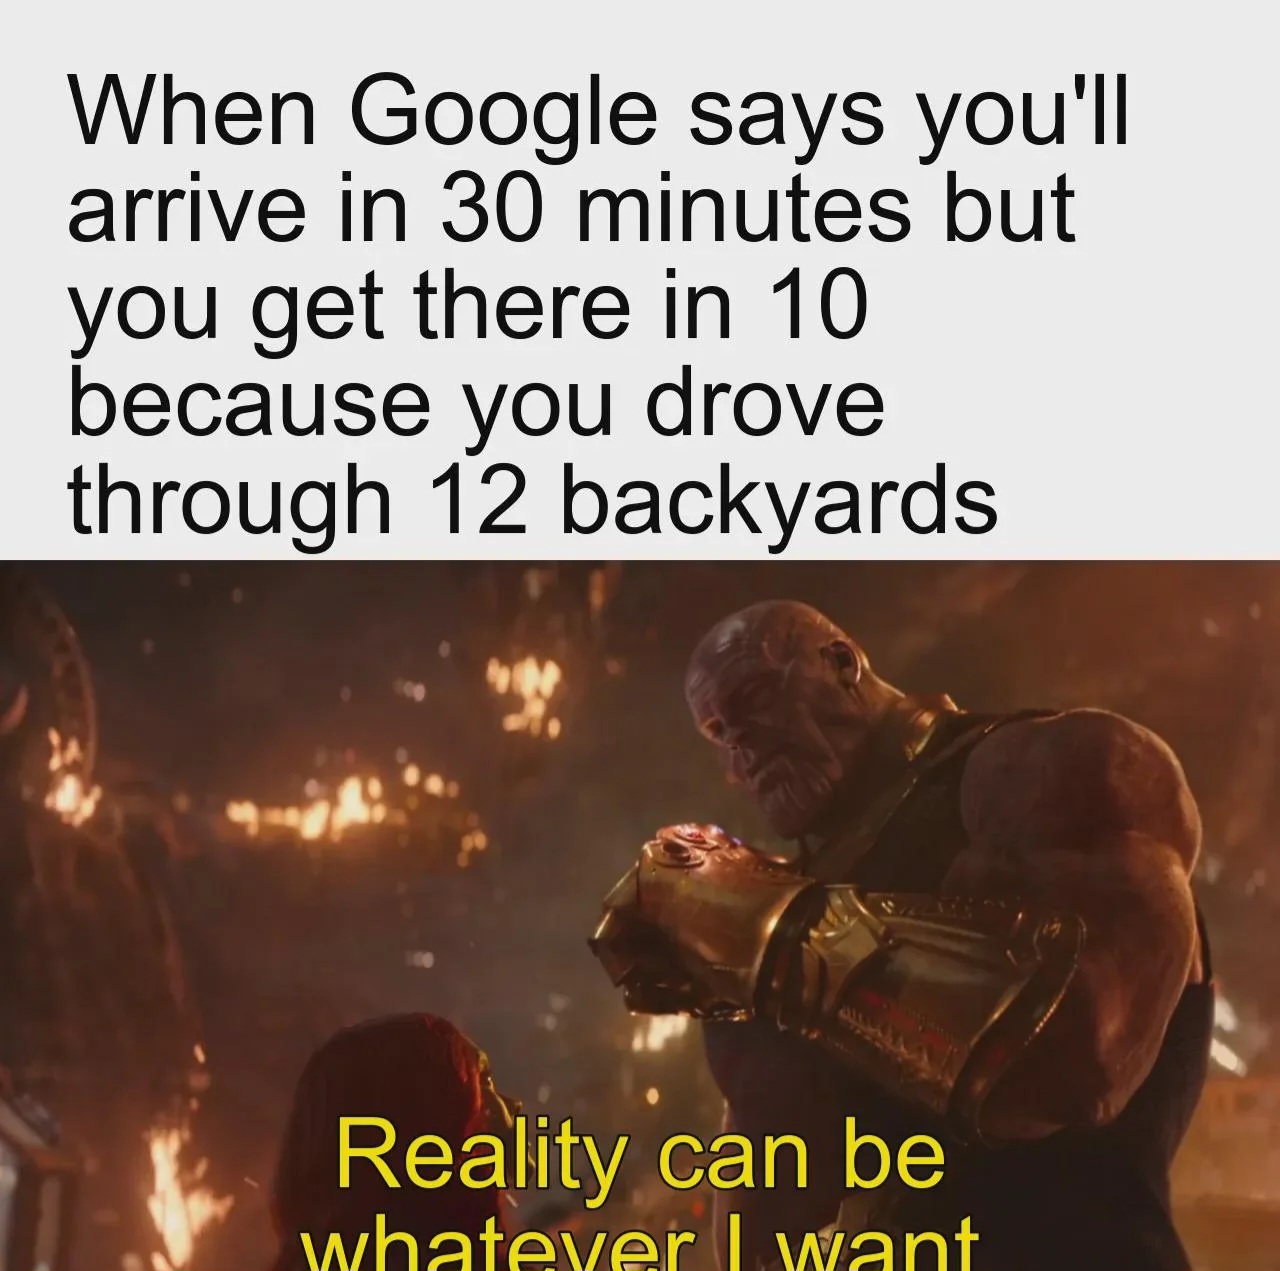 When Google says you'll
arrive in 30 minutes but
you get there in 10
because you drove
through 12 backyards
Reality can be
whatever I want